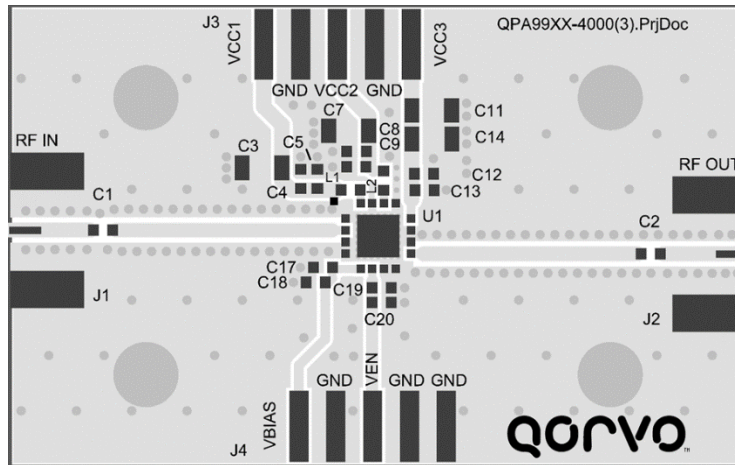 J3
VCC1
VCC3
QPA99XX-4000(3).PrjDoc
GND VCC2 GND
C7
C11
C8
C14
C9
C5
C3
RF IN
L1
L2
C12
RF OUT
C4
C13
C1
U1
C2
C17
C18
C19
J1
C20
J2
GND
VEN
GND
GND
VBIAS
J4
QORVO